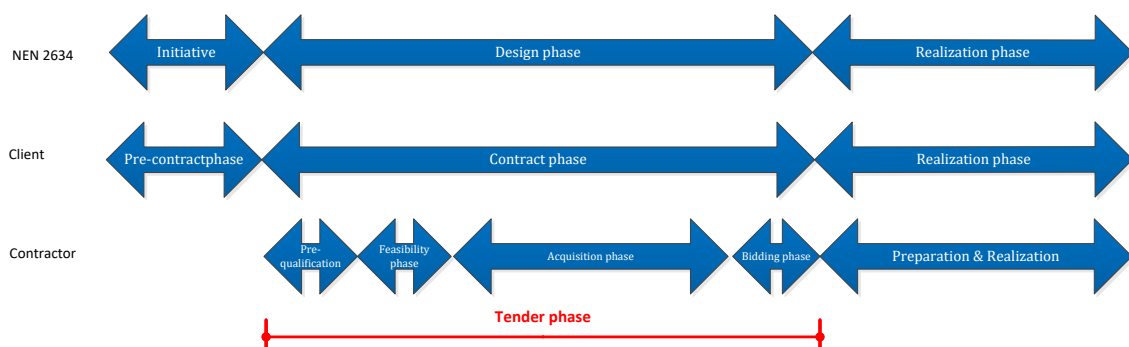 NEN 2634
Initiative
Design phase
Realization phase
Client
Pre-contractphase
Contract phase
Realization phase
Contractor
Pre-
qualification
Feasibility
phase
Acquisition phase
Bidding phase
Preparation & Realization
Tender phase